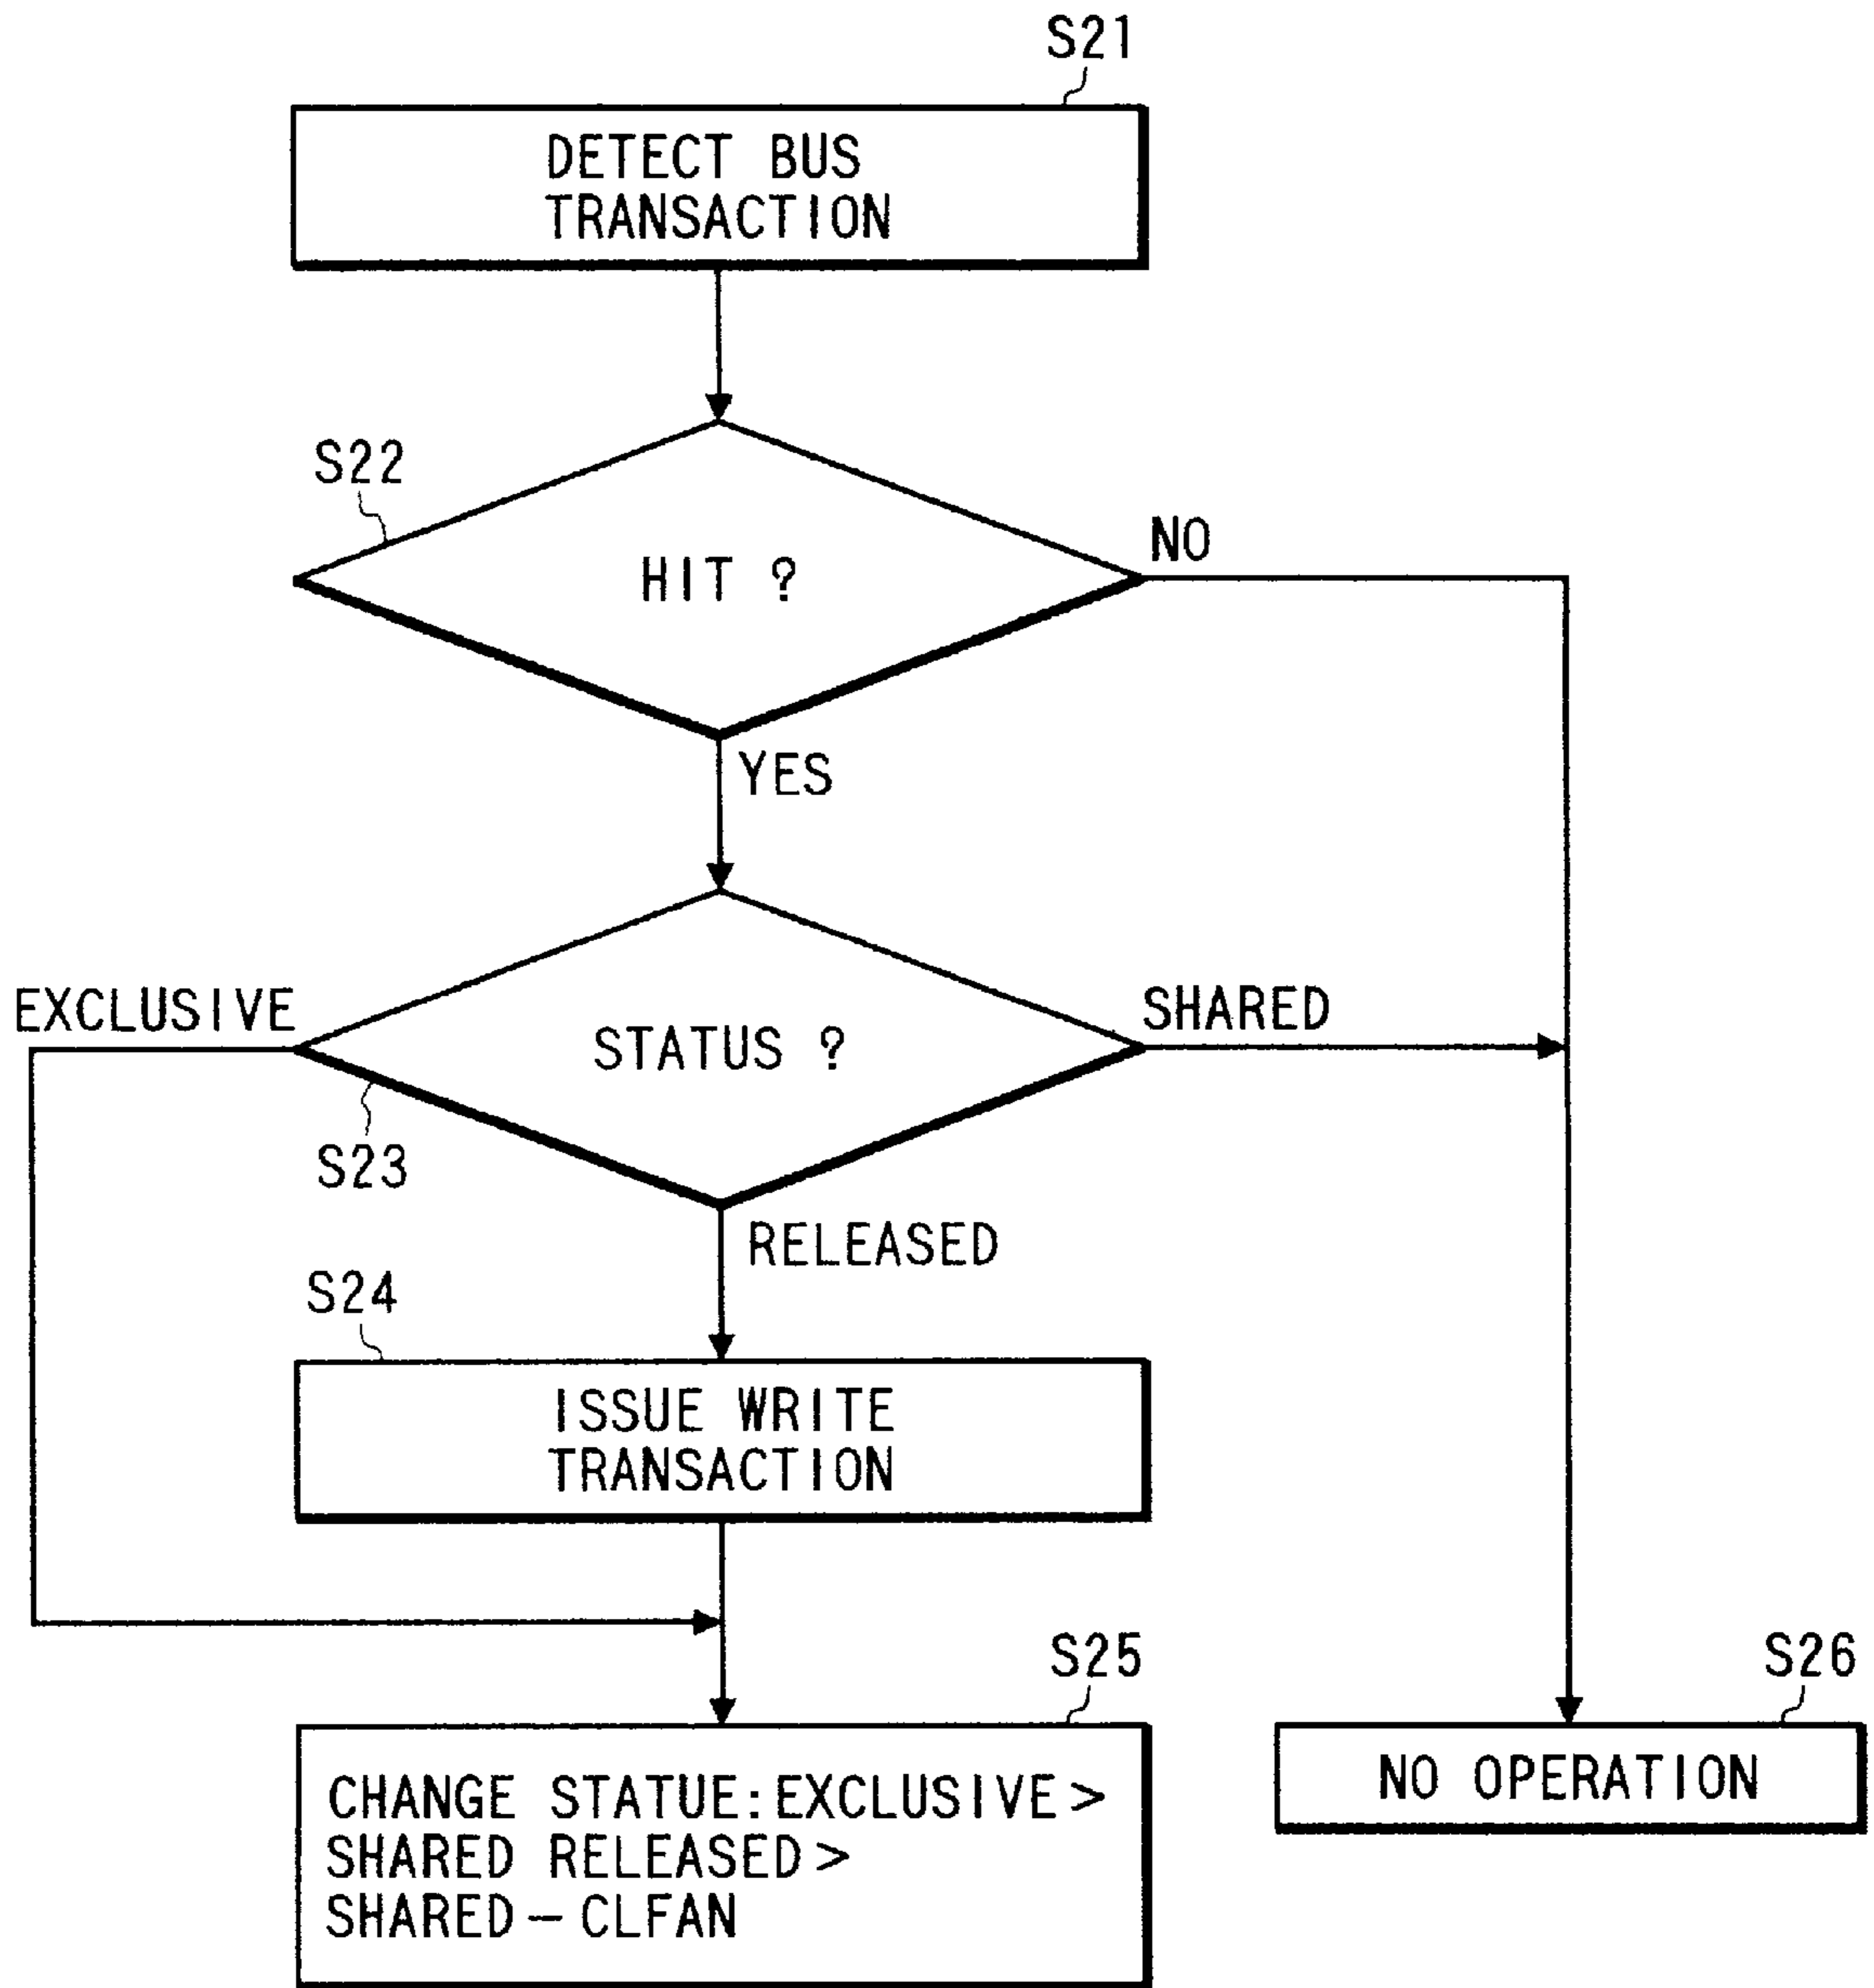 S21
DETECT BUS
TRANSACTION
S22
HIT ?
NO
YES
EXCLUSIVE
STATUS ?
SHARED
S23
RELEASED
S24
ISSUE WRITE
TRANSACTION
S25
CHANGE STATUE:EXCLUSIVE>
SHARED RELEASED>
SHARED-CLFAN
S26
NO OPERATION